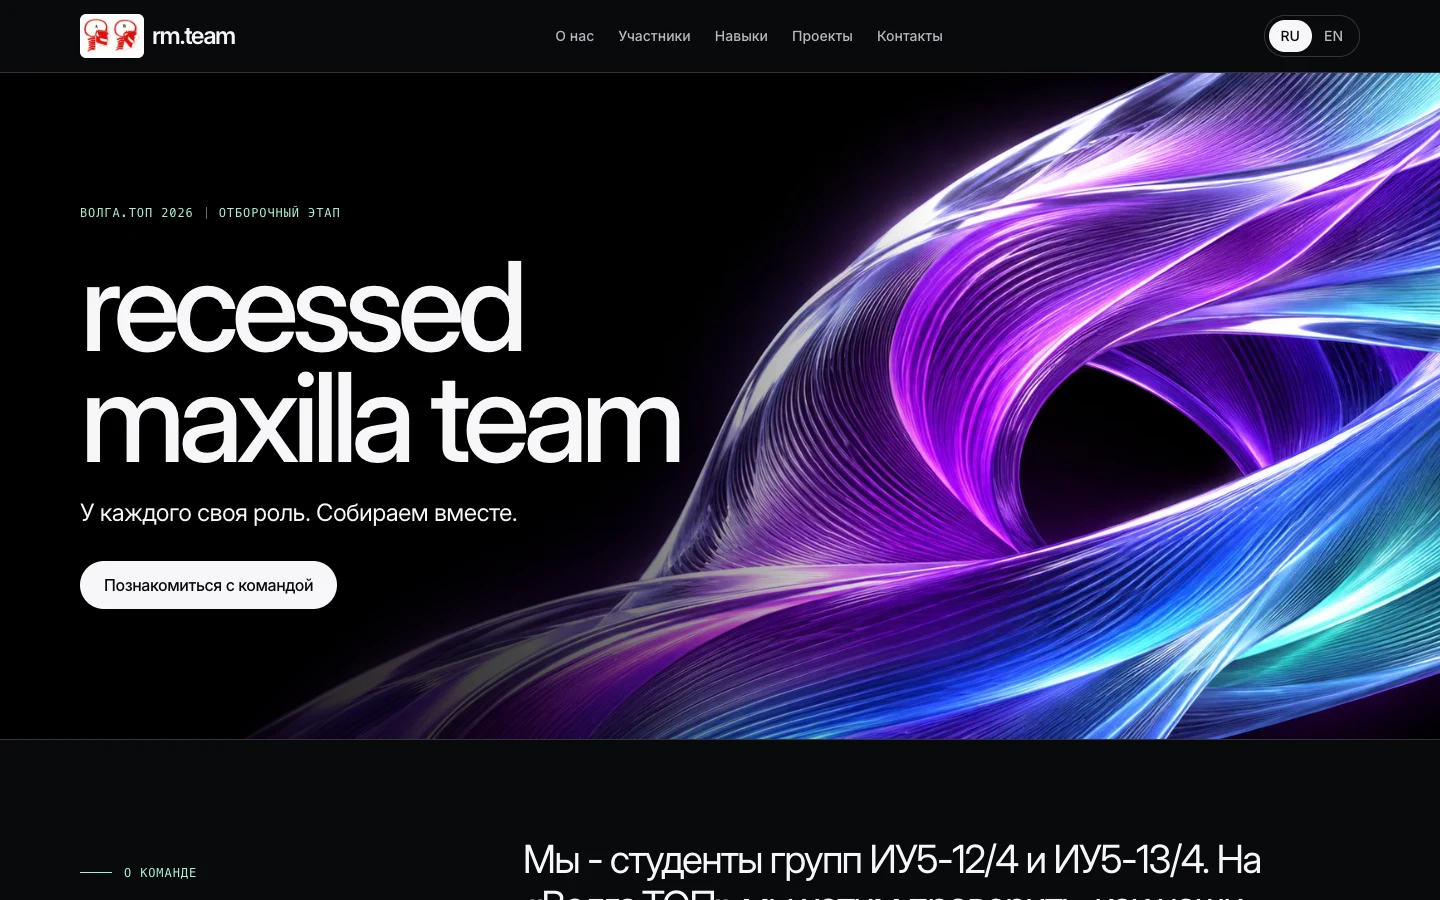 rm.team
О нас
Участники
Навыки
Проекты
Контакты
RU
EN
ВОЛГА.ТОП 2026 | ОТБОРОЧНЫЙ ЭТАП
recessed
maxilla team
У каждого своя роль. Собираем вместе.
Познакомиться с командой
О КОМАНДЕ
Мы - студенты групп ИУ5-12/4 и ИУ5-13/4. На